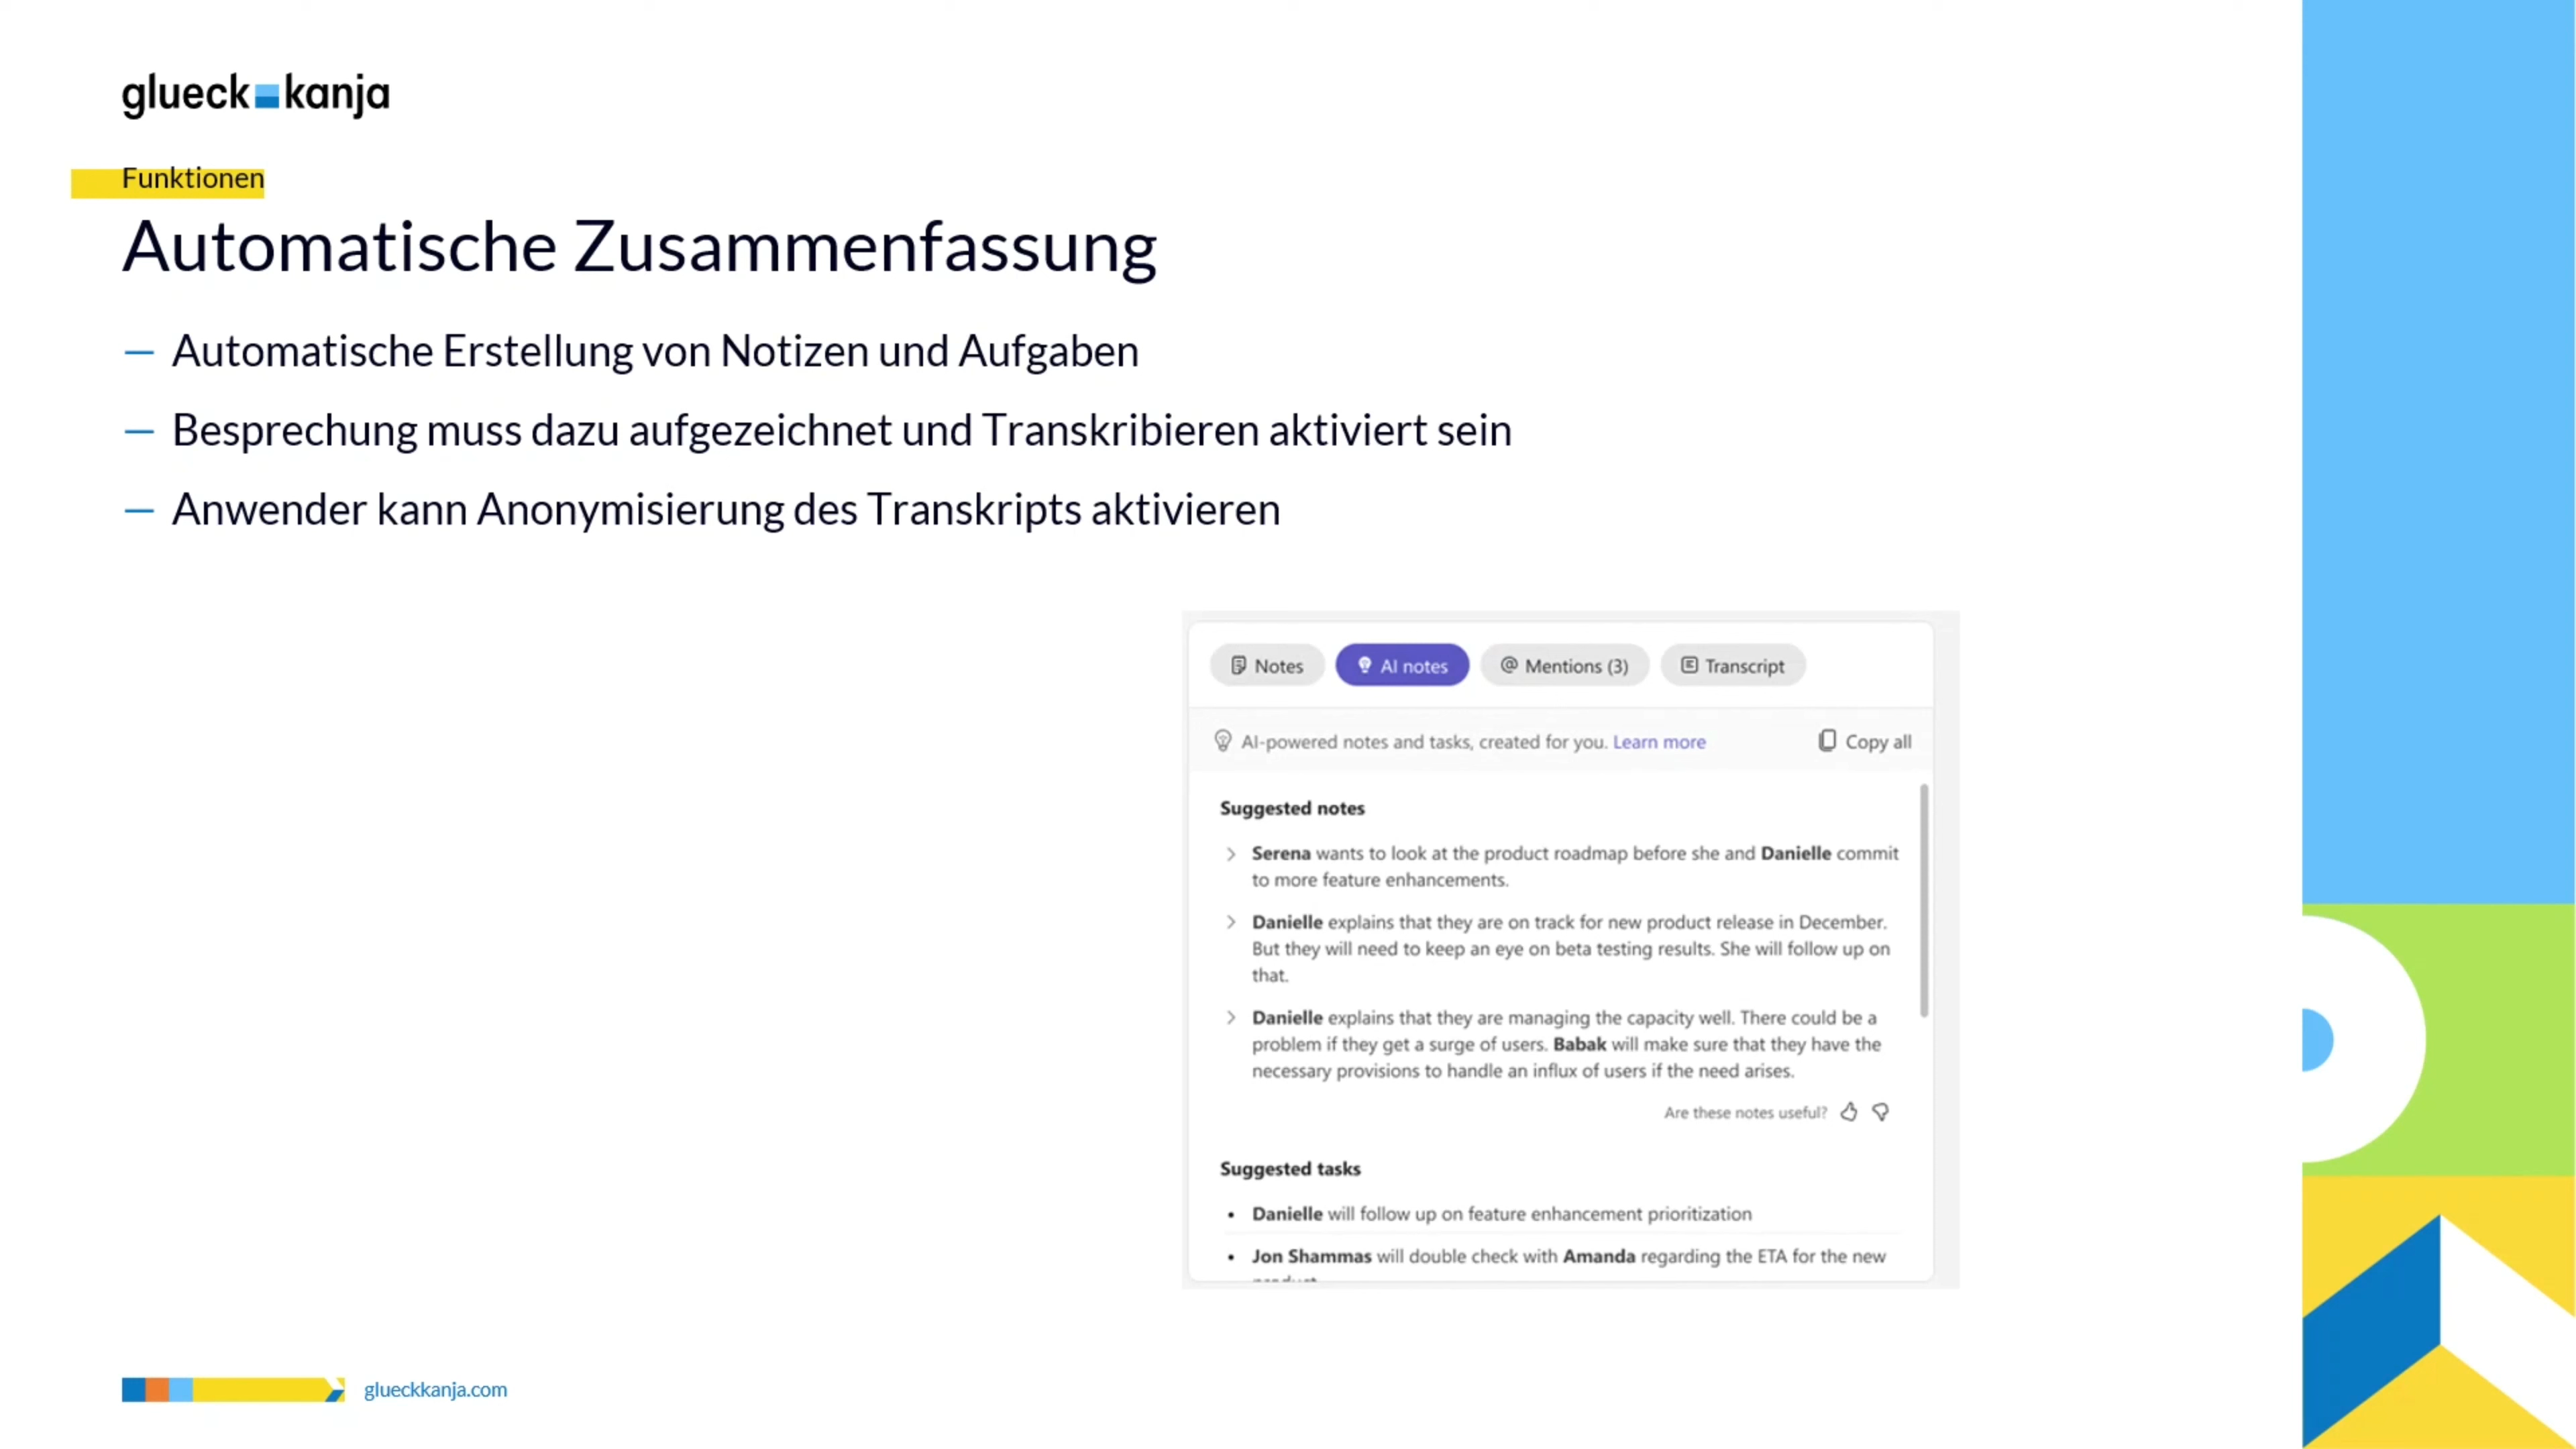 glueck kanja
Funktionen
Automatische Zusammenfassung
— Automatische Erstellung von Notizen und Aufgaben
— Besprechung muss dazu aufgezeichnet und Transkribieren aktiviert sein
— Anwender kann Anonymisierung des Transkripts aktivieren
Notes AI notes @ Mentions (3) Transcript
AI-powered notes and tasks, created for you. Learn more Copy all
Suggested notes
Serena wants to look at the product roadmap before she and Danielle commit
to more feature enhancements.
Danielle explains that they are on track for new product release in December.
But they will need to keep an eye on beta testing results. She will follow up on
that.
Danielle explains that they are managing the capacity well. There could be a
problem if they get a surge of users. Babak will make sure that they have the
necessary provisions to handle an influx of users if the need arises.
Are these notes useful?
Suggested tasks
• Danielle will follow up on feature enhancement prioritization
• Jon Shammas will double check with Amanda regarding the ETA for the new
glueckkanja.com